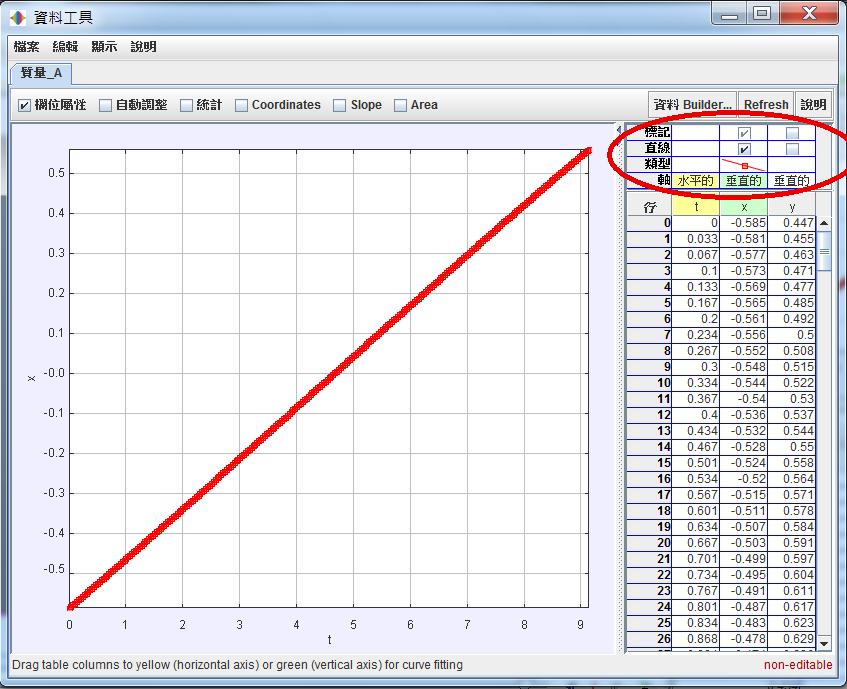 資料工具
檔案 編輯 顯示 說明
質量_A
欄位屬性 自動調整 統計 Coordinates Slope Area 資料 Builder... Refresh 說明
標記
直線
類型
軸 水平的 垂直的 垂直的
行 t x y
0 0 -0.585 0.447
1 0.033 -0.581 0.455
2 0.067 -0.577 0.463
3 0.1 -0.573 0.471
4 0.133 -0.569 0.477
5 0.167 -0.565 0.485
6 0.2 -0.561 0.492
7 0.234 -0.556 0.5
8 0.267 -0.552 0.508
9 0.3 -0.548 0.515
10 0.334 -0.544 0.522
11 0.367 -0.54 0.53
12 0.4 -0.536 0.537
13 0.434 -0.532 0.544
14 0.467 -0.528 0.55
15 0.501 -0.524 0.558
16 0.534 -0.52 0.564
17 0.567 -0.515 0.571
18 0.601 -0.511 0.578
19 0.634 -0.507 0.584
20 0.667 -0.503 0.591
21 0.701 -0.499 0.597
22 0.734 -0.495 0.604
23 0.767 -0.491 0.611
24 0.801 -0.487 0.617
25 0.834 -0.483 0.623
26 0.868 -0.478 0.629
0.5
0.4
0.3
0.2
0.1
-0.0
-0.1
-0.2
-0.3
-0.4
-0.5
x
0 1 2 3 4 5 6 7 8 9
t
Drag table columns to yellow (horizontal axis) or green (vertical axis) for curve fitting non-editable